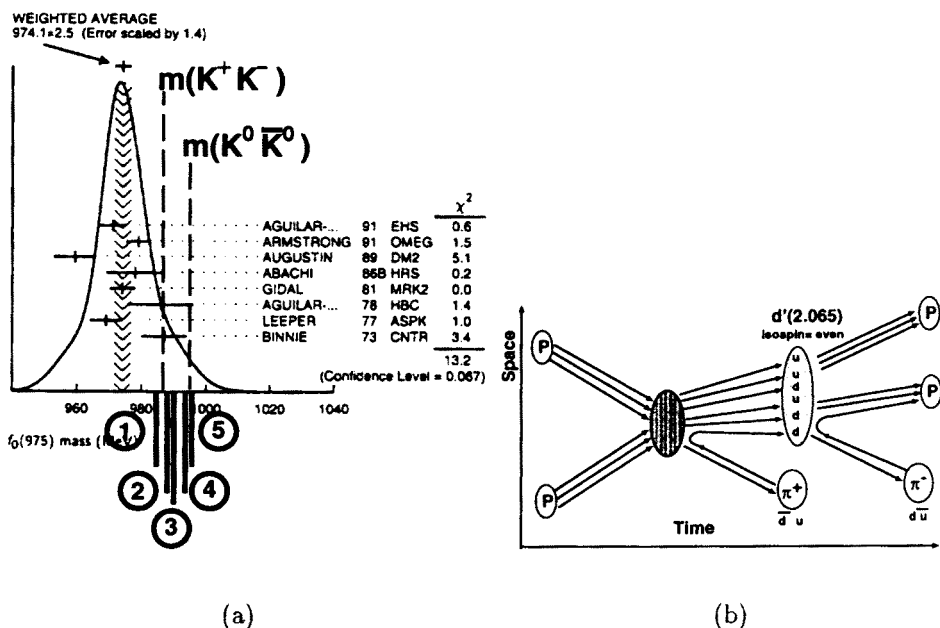 WEIGHTED AVERAGE
974.1±2.5 (Error scaled by 1.4)
m(K⁺K⁻)
m(K⁰K̅⁰)
χ²
AGUILAR-... 91 EHS 0.6
ARMSTRONG 91 OMEG 1.5
AUGUSTIN 89 DM2 5.1
ABACHI 86B HRS 0.2
GIDAL 81 MRK2 0.0
AGUILAR-... 78 HBC 1.4
LEEPER 77 ASPK 1.0
BINNIE 73 CNTR 3.4
13.2
(Confidence Level = 0.067)
960 980 1000 1020 1040
f₀(975) mass (MeV)
1
5
2
4
3
(a)
Space
P
P
d'(2.065)
isospin= even
u
u
d
u
d
d
P
P
π⁺
d̅ u
π⁻
d u̅
Time
(b)